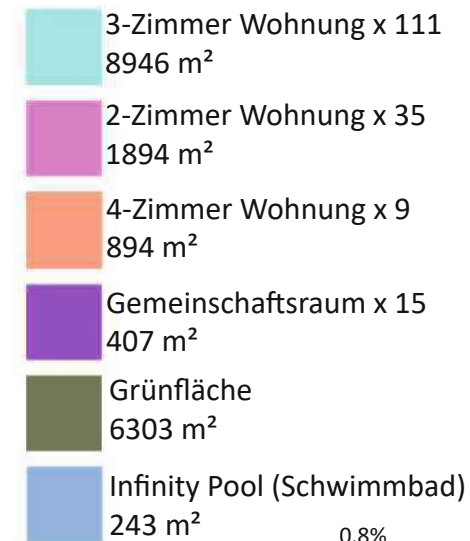 3-Zimmer Wohnung x 111
8946 m²
2-Zimmer Wohnung x 35
1894 m²
4-Zimmer Wohnung x 9
894 m²
Gemeinschaftsraum x 15
407 m²
Grünfläche
6303 m²
Infinity Pool (Schwimmbad)
243 m²
0.8%